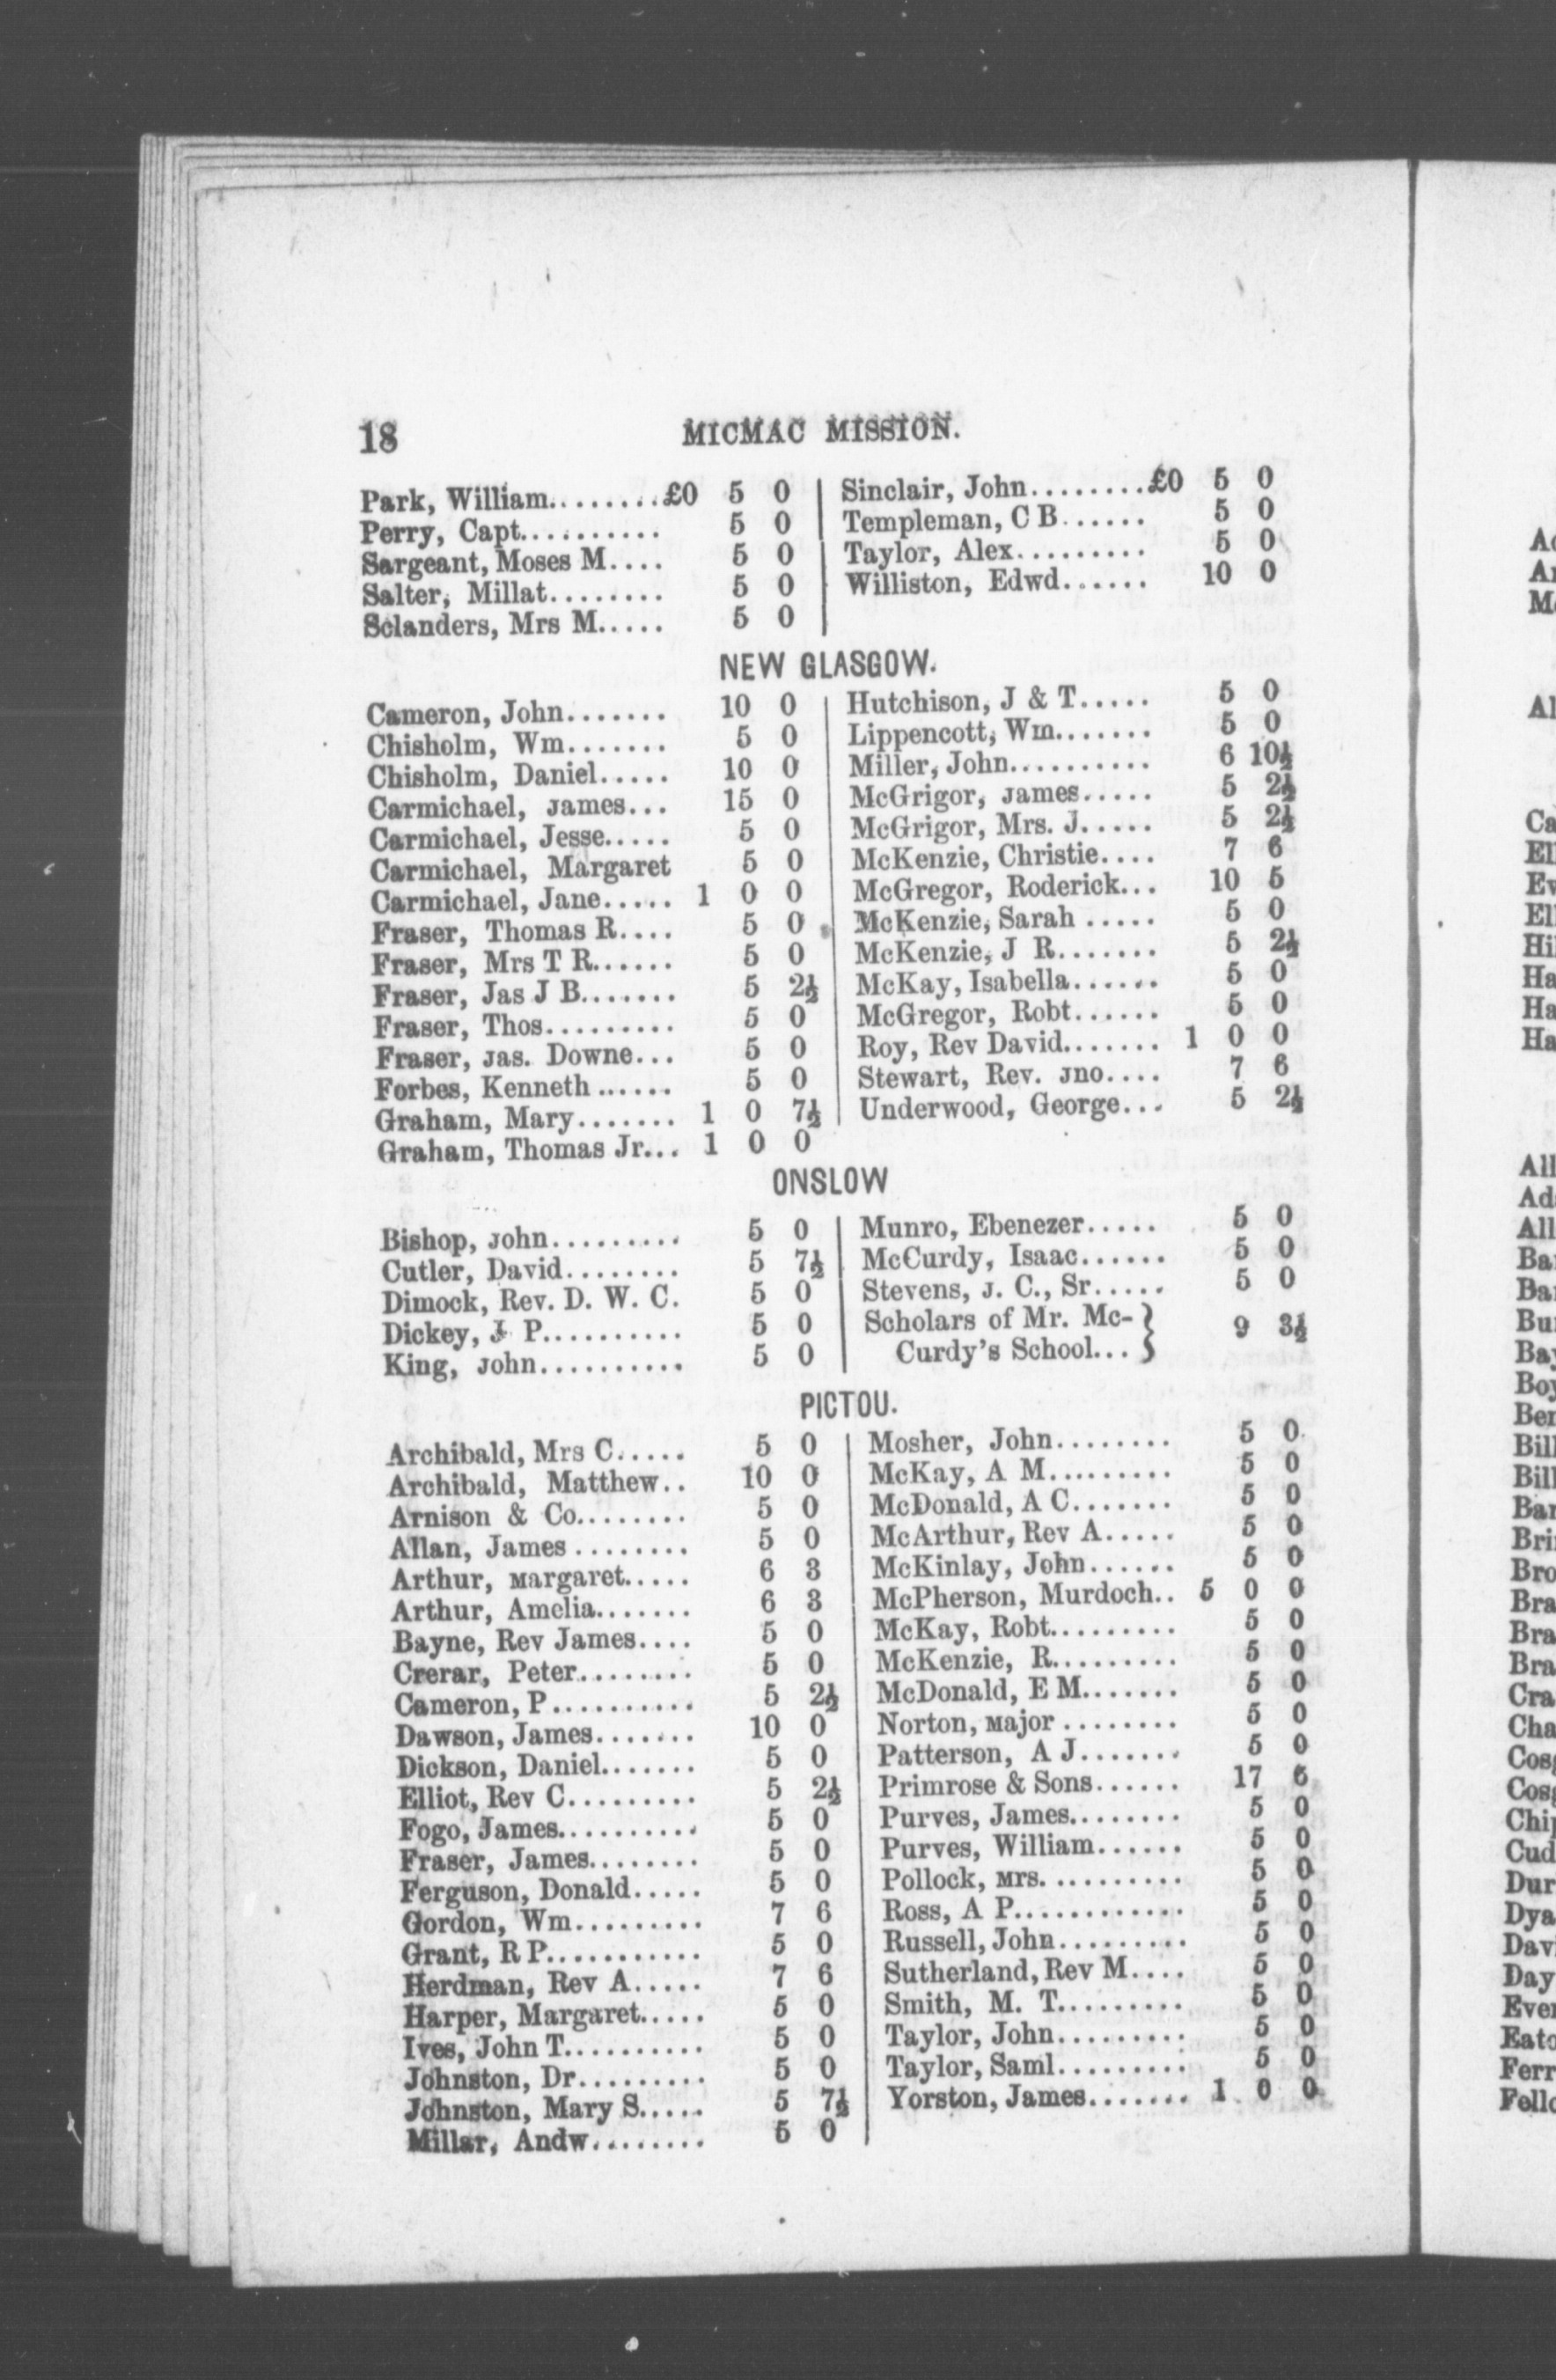 18 MICMAC MISSION.
Park, William.........£0 5 0
Perry, Capt........... 5 0
Sargeant, Moses M.... 5 0
Salter, Millat........ 5 0
Sclanders, Mrs M..... 5 0
Sinclair, John.........£0 5 0
Templeman, C B...... 5 0
Taylor, Alex......... 5 0
Williston, Edwd...... 10 0
NEW GLASGOW.
Cameron, John....... 10 0
Chisholm, Wm....... 5 0
Chisholm, Daniel..... 10 0
Carmichael, James... 15 0
Carmichael, Jesse..... 5 0
Carmichael, Margaret 5 0
Carmichael, Jane..... 1 0 0
Fraser, Thomas R.... 5 0
Fraser, Mrs T R...... 5 0
Fraser, Jas J B....... 5 2½
Fraser, Thos......... 5 0
Fraser, Jas. Downe... 5 0
Forbes, Kenneth ...... 5 0
Graham, Mary....... 1 0 7½
Graham, Thomas Jr... 1 0 0
Hutchison, J & T..... 5 0
Lippencott, Wm....... 5 0
Miller, John.......... 6 10½
McGrigor, James..... 5 2½
McGrigor, Mrs. J..... 5 2½
McKenzie, Christie.... 7 6
McGregor, Roderick... 10 5
McKenzie, Sarah ..... 5 0
McKenzie, J R....... 5 2½
McKay, Isabella...... 5 0
McGregor, Robt...... 5 0
Roy, Rev David....... 1 0 0
Stewart, Rev. Jno.... 7 6
Underwood, George... 5 2½
ONSLOW
Bishop, John......... 5 0
Cutler, David........ 5 7½
Dimock, Rev. D. W. C. 5 0
Dickey, J P.......... 5 0
King, John.......... 5 0
Munro, Ebenezer..... 5 0
McCurdy, Isaac...... 5 0
Stevens, J. C., Sr..... 5 0
Scholars of Mr. Mc- }
Curdy's School... } 9 3½
PICTOU.
Archibald, Mrs C..... 5 0
Archibald, Matthew.. 10 0
Arnison & Co........ 5 0
Allan, James ........ 5 0
Arthur, Margaret..... 6 3
Arthur, Amelia....... 6 3
Bayne, Rev James.... 5 0
Crerar, Peter........ 5 0
Cameron, P .......... 5 2½
Dawson, James....... 10 0
Dickson, Daniel....... 5 0
Elliot, Rev C......... 5 2½
Fogo, James.......... 5 0
Fraser, James........ 5 0
Ferguson, Donald..... 5 0
Gordon, Wm......... 7 6
Grant, R P........... 5 0
Herdman, Rev A..... 7 6
Harper, Margaret..... 5 0
Ives, John T.......... 5 0
Johnston, Dr......... 5 0
Johnston, Mary S..... 5 7½
Millar, Andw......... 5 0
Mosher, John........ 5 0
McKay, A M......... 5 0
McDonald, A C....... 5 0
McArthur, Rev A..... 5 0
McKinlay, John...... 5 0
McPherson, Murdoch.. 5 0 0
McKay, Robt......... 5 0
McKenzie, R......... 5 0
McDonald, E M....... 5 0
Norton, Major ........ 5 0
Patterson, A J....... 5 0
Primrose & Sons...... 17 6
Purves, James........ 5 0
Purves, William...... 5 0
Pollock, Mrs. ......... 5 0
Ross, A P............ 5 0
Russell, John......... 5 0
Sutherland, Rev M.... 5 0
Smith, M. T......... 5 0
Taylor, John......... 5 0
Taylor, Saml......... 5 0
Yorston, James....... 1 0 0